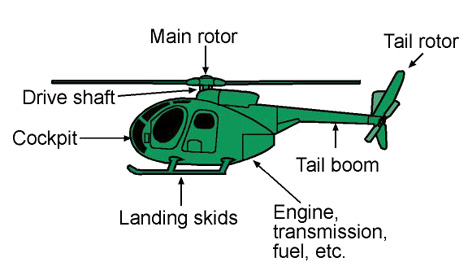 Main rotor
Tail rotor
Drive shaft
Cockpit
Tail boom
Landing skids
Engine,
transmission,
fuel, etc.